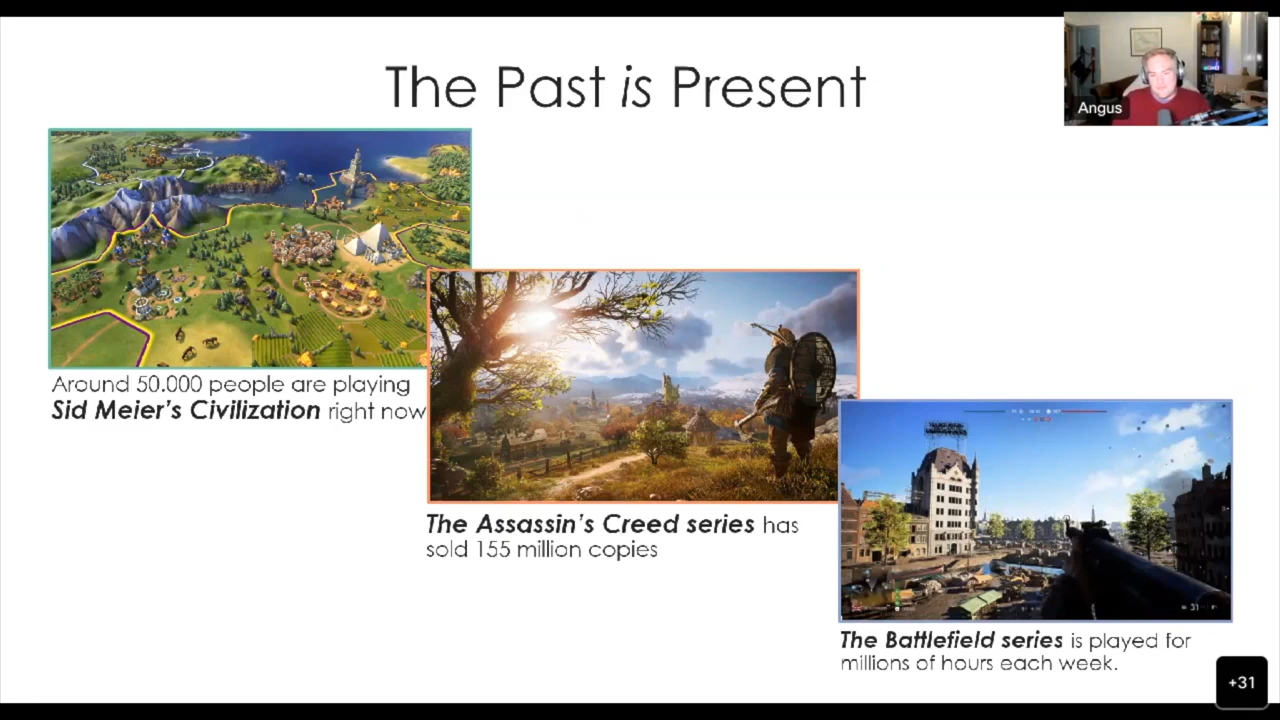 The Past is Present
Angus
Around 50.000 people are playing
Sid Meier's Civilization right now
The Assassin's Creed series has
sold 155 million copies
The Battlefield series is played for
millions of hours each week.
+31